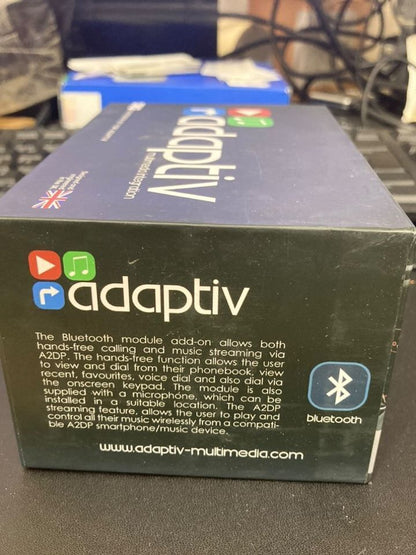 adaptiv
adaptiv
The Bluetooth module add-on allows both
hands-free calling and music streaming via
A2DP. The hands-free function allows the user
to view and dial from their phonebook, view
recent, favourites, voice dial and also dial via
the onscreen keypad. The module is also
supplied with a microphone, which can be
installed in a suitable location. The A2DP
streaming feature, allows the user to play and
control all their music wirelessly from a compati-
ble A2DP smartphone/music device.
bluetooth
www.adaptiv-multimedia.com